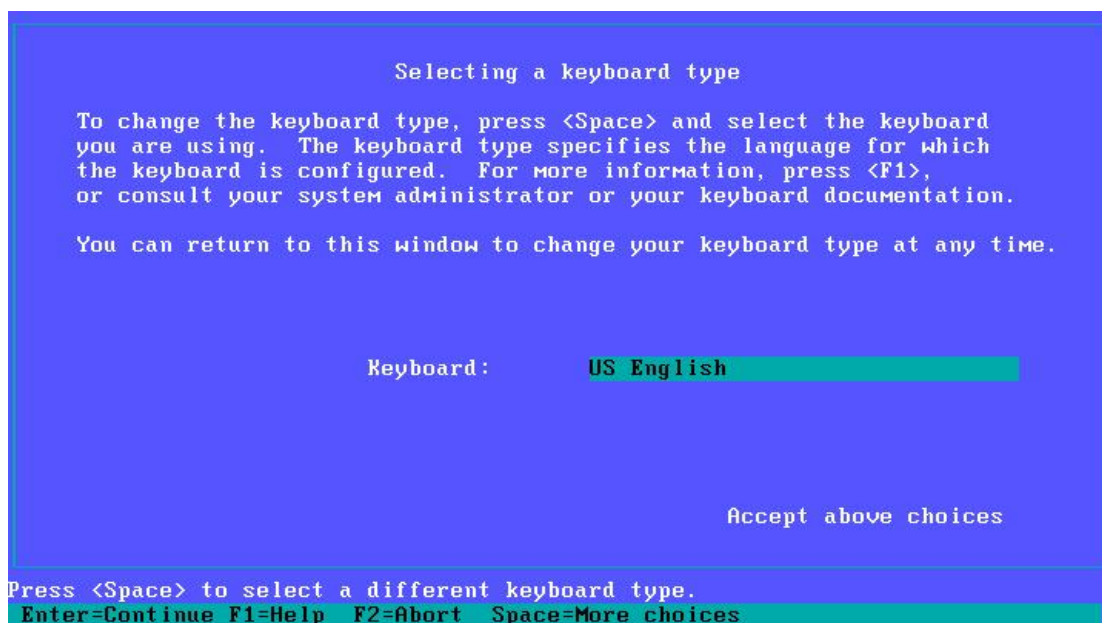 Selecting a keyboard type
To change the keyboard type, press <Space> and select the keyboard
you are using.  The keyboard type specifies the language for which
the keyboard is configured.  For more information, press <F1>,
or consult your system administrator or your keyboard documentation.
You can return to this window to change your keyboard type at any time.
Keyboard: US English
Accept above choices
Press <Space> to select a different keyboard type.
Enter=Continue F1=Help  F2=Abort  Space=More choices